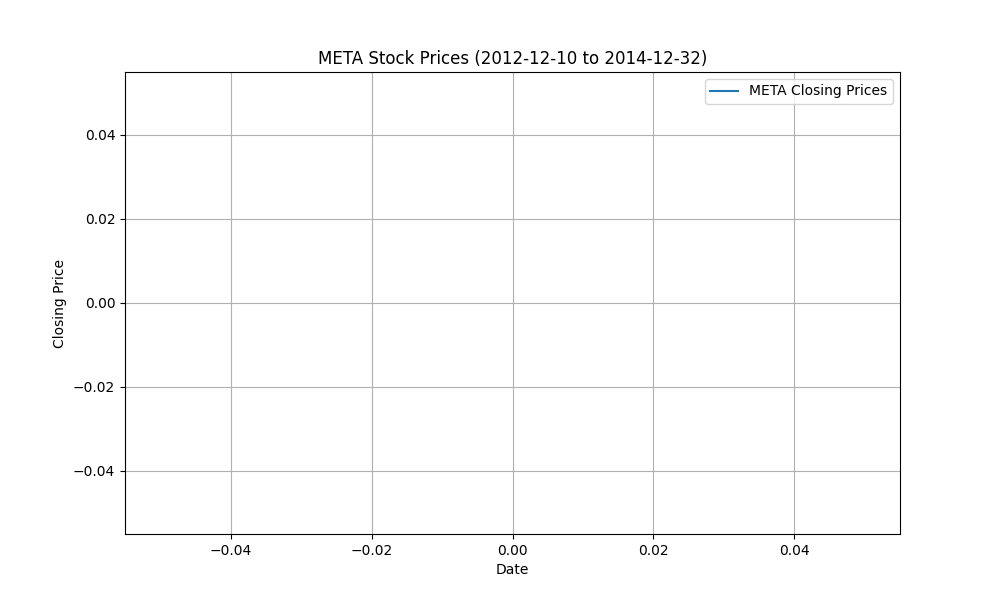 META Stock Prices (2012-12-10 to 2014-12-32)
META Closing Prices
0.04
0.02
0.00
−0.02
−0.04
Closing Price
−0.04
−0.02
0.00
0.02
0.04
Date